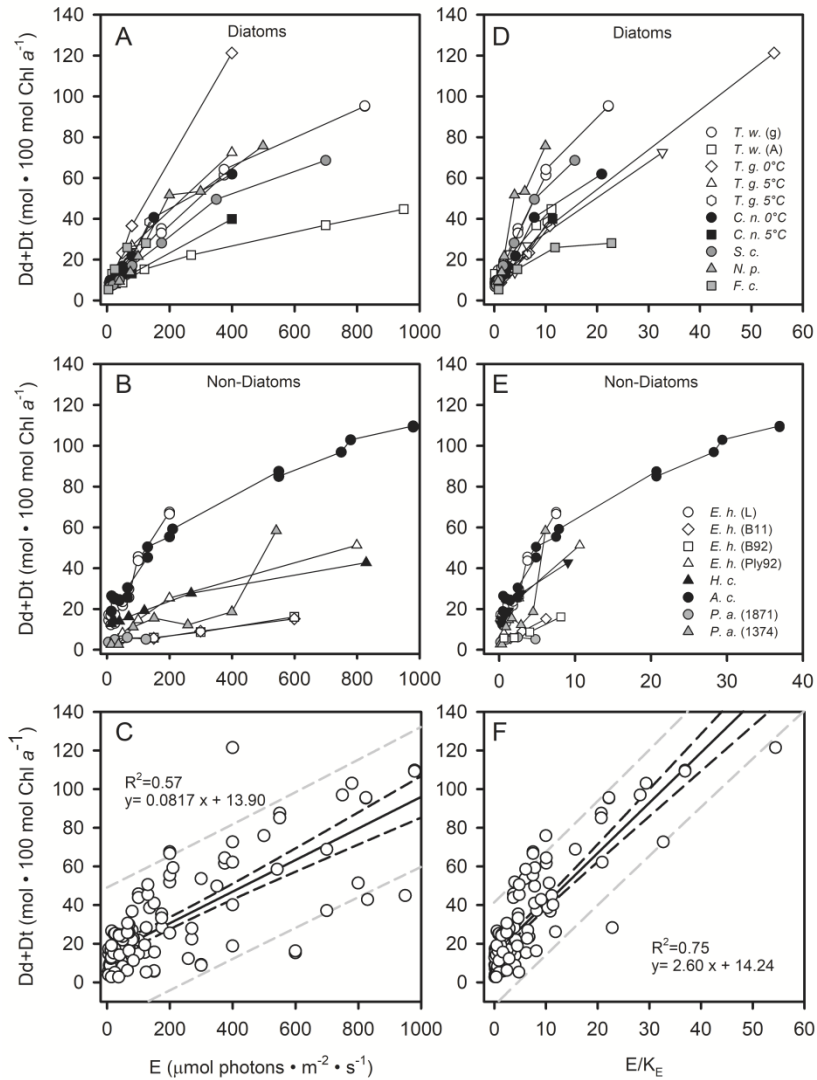 A
Diatoms
Dd+Dt (mol • 100 mol Chl a⁻¹)
140
120
100
80
60
40
20
0
0 200 400 600 800 1000
D
Diatoms
T. w. (g)
T. w. (A)
T. g. 0°C
T. g. 5°C
T. g. 5°C
C. n. 0°C
C. n. 5°C
S. c.
N. p.
F. c.
140
120
100
80
60
40
20
0
0 10 20 30 40 50 60
B
Non-Diatoms
Dd+Dt (mol • 100 mol Chl a⁻¹)
140
120
100
80
60
40
20
0
0 200 400 600 800 1000
E
Non-Diatoms
E. h. (L)
E. h. (B11)
E. h. (B92)
E. h. (Ply92)
H. c.
A. c.
P. a. (1871)
P. a. (1374)
140
120
100
80
60
40
20
0
0 10 20 30 40
C
R²=0.57
y= 0.0817 x + 13.90
Dd+Dt (mol • 100 mol Chl a⁻¹)
140
120
100
80
60
40
20
0
0 200 400 600 800 1000
E (μmol photons • m⁻² • s⁻¹)
F
R²=0.75
y= 2.60 x + 14.24
140
120
100
80
60
40
20
0
0 10 20 30 40 50 60
E/K_E